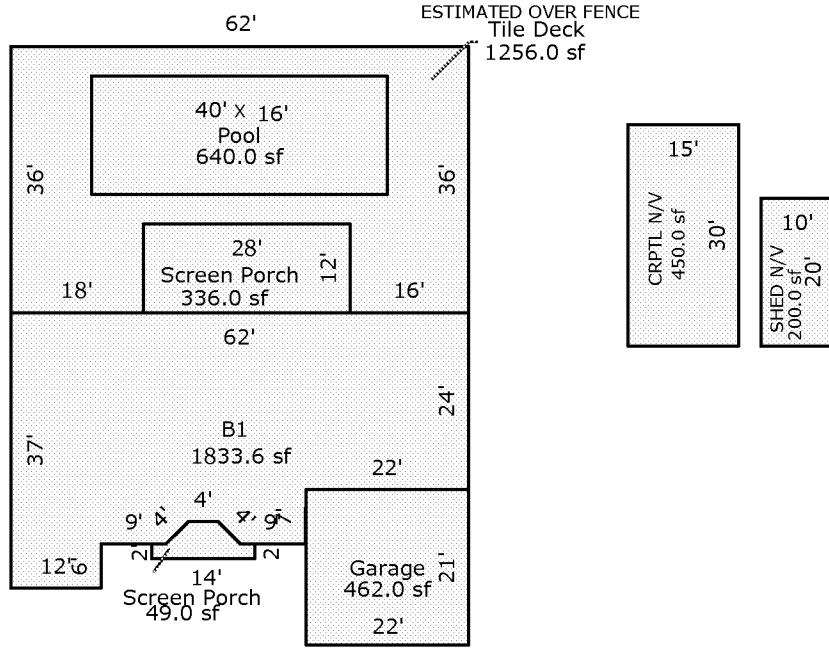 62'
ESTIMATED OVER FENCE
Tile Deck
1256.0 sf
40' X 16'
Pool
640.0 sf
36'
36'
28'
12'
Screen Porch
336.0 sf
18'
16'
62'
15'
CRPTL N/V
450.0 sf
30'
10'
SHED N/V
200.0 sf
20'
37'
24'
B1
1833.6 sf
22'
4'
9'
4'
4'
9'
7'
2'
2'
12'
6'
14'
Screen Porch
49.0 sf
Garage
462.0 sf
21'
22'